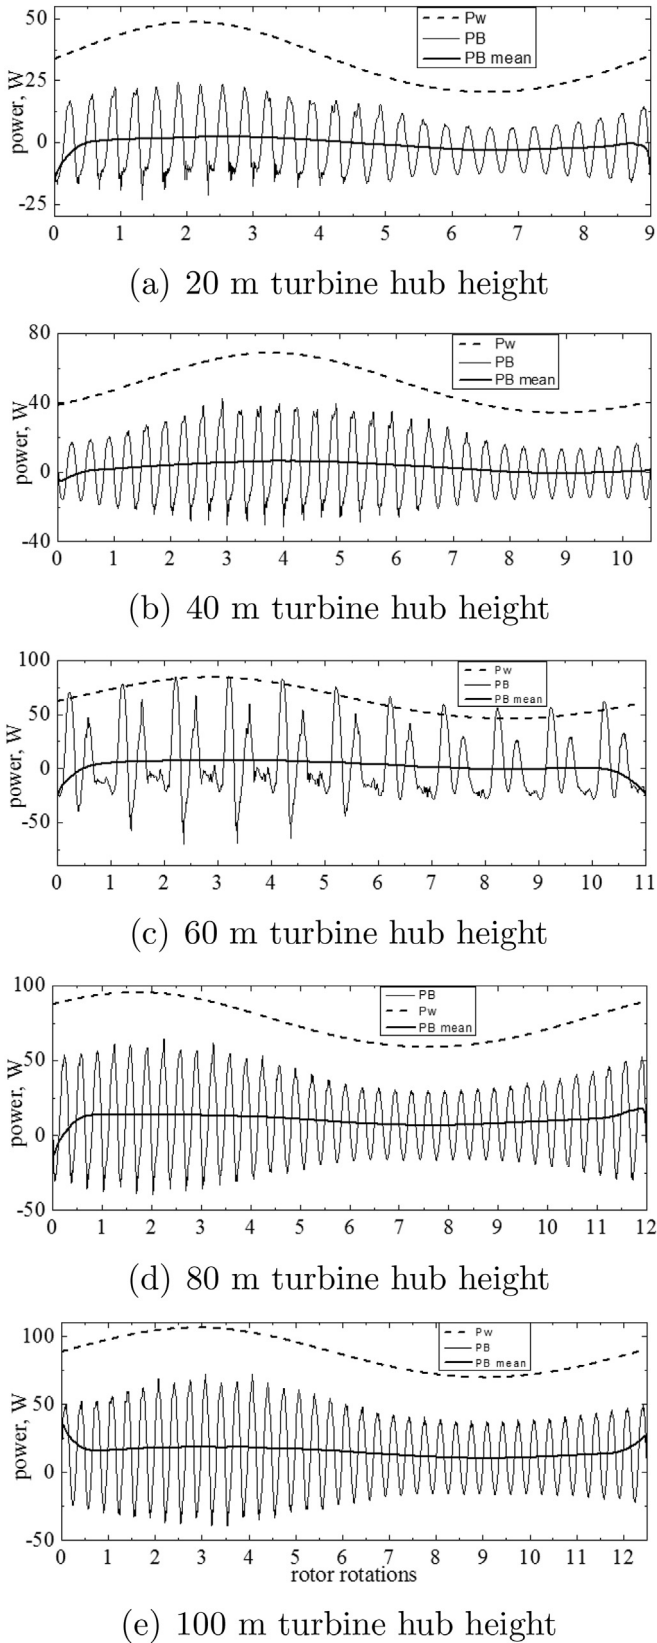 50
25
0
-25
power, W
Pw
PB
PB mean
0 1 2 3 4 5 6 7 8 9
(a) 20 m turbine hub height
80
40
0
-40
power, W
Pw
PB
PB mean
0 1 2 3 4 5 6 7 8 9 10
(b) 40 m turbine hub height
100
50
0
-50
power, W
Pw
PB
PB mean
0 1 2 3 4 5 6 7 8 9 10 11
(c) 60 m turbine hub height
100
50
0
-50
power, W
PB
Pw
PB mean
0 1 2 3 4 5 6 7 8 9 10 11 12
(d) 80 m turbine hub height
100
50
0
-50
power, W
Pw
PB
PB mean
0 1 2 3 4 5 6 7 8 9 10 11 12
rotor rotations
(e) 100 m turbine hub height